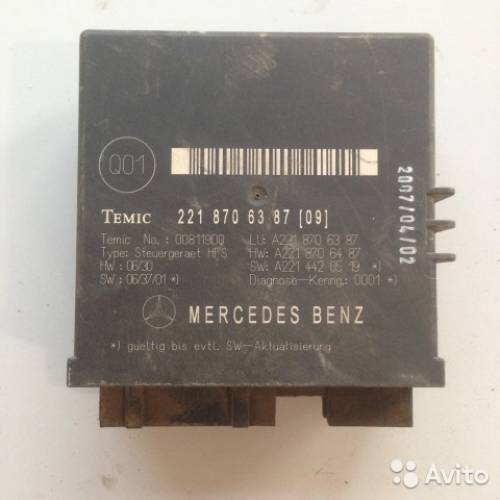 Q01
TEMIC 221 870 63 87 [09]
Temic No.: 00811900 LU: A221 870 63 87
Type: Steuergeraet HFS HW: A221 870 64 87
HW : 06/30 SW: A221 442 05 19 *)
SW : 06/37/01 *) Diagnose-Kenng.: 0001 *)
MERCEDES BENZ
*) gueltig bis evtl. SW-Aktualisierung
2007/04/02
Avito